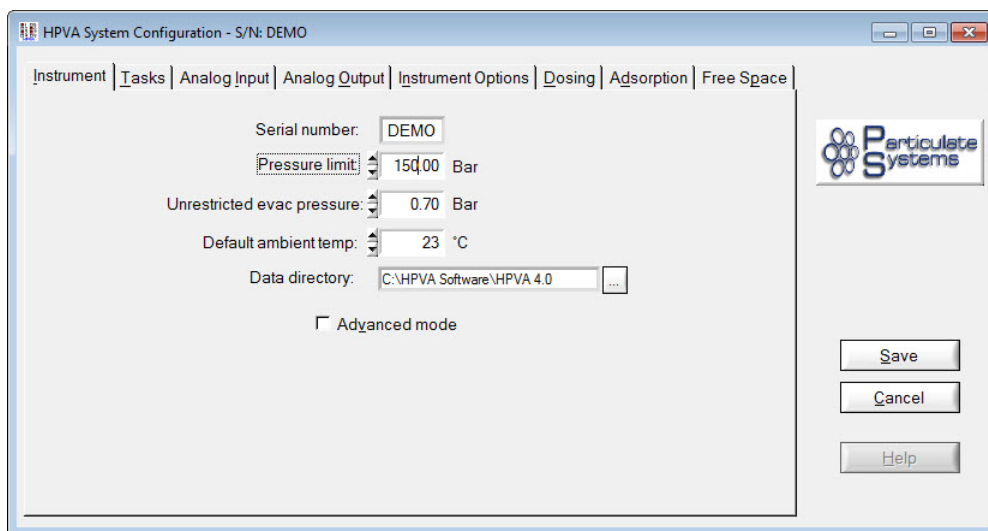 HPVA System Configuration - S/N: DEMO
Instrument Tasks Analog Input Analog Output Instrument Options Dosing Adsorption Free Space
Serial number: DEMO
Pressure limit: 150.00 Bar
Unrestricted evac pressure: 0.70 Bar
Default ambient temp: 23 °C
Data directory: C:\HPVA Software\HPVA 4.0 ...
Advanced mode
Particulate
Systems
Save
Cancel
Help